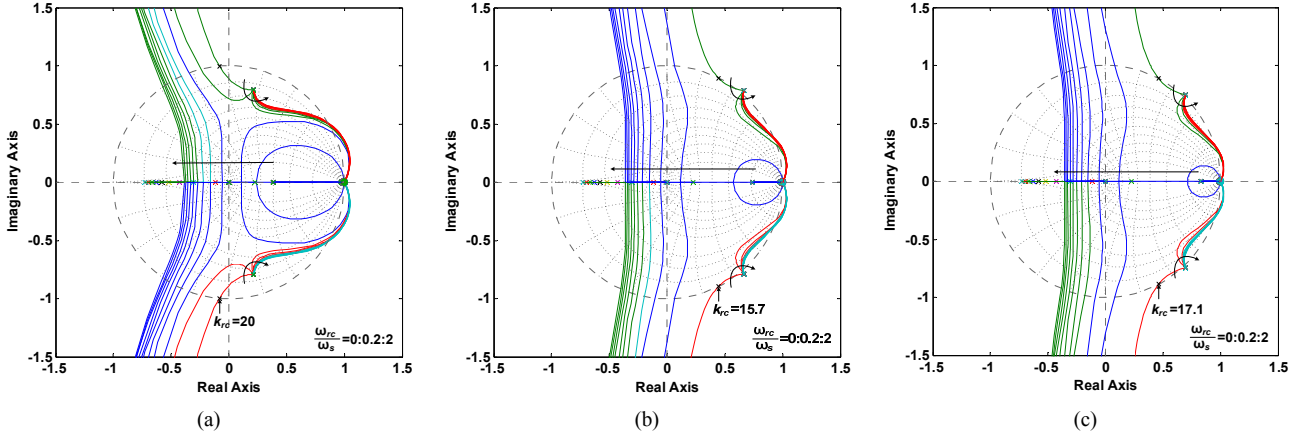 1.5
1
0.5
0
-0.5
-1
-1.5
Imaginary Axis
-1.5 -1 -0.5 0 0.5 1 1.5
Real Axis
k_rc=20
ω_rc/ω_s=0:0.2:2
(a)
1.5
1
0.5
0
-0.5
-1
-1.5
Imaginary Axis
-1.5 -1 -0.5 0 0.5 1 1.5
Real Axis
k_rc=15.7
ω_rc/ω_s=0:0.2:2
(b)
1.5
1
0.5
0
-0.5
-1
-1.5
Imaginary Axis
-1.5 -1 -0.5 0 0.5 1 1.5
Real Axis
k_rc=17.1
ω_rc/ω_s=0:0.2:2
(c)